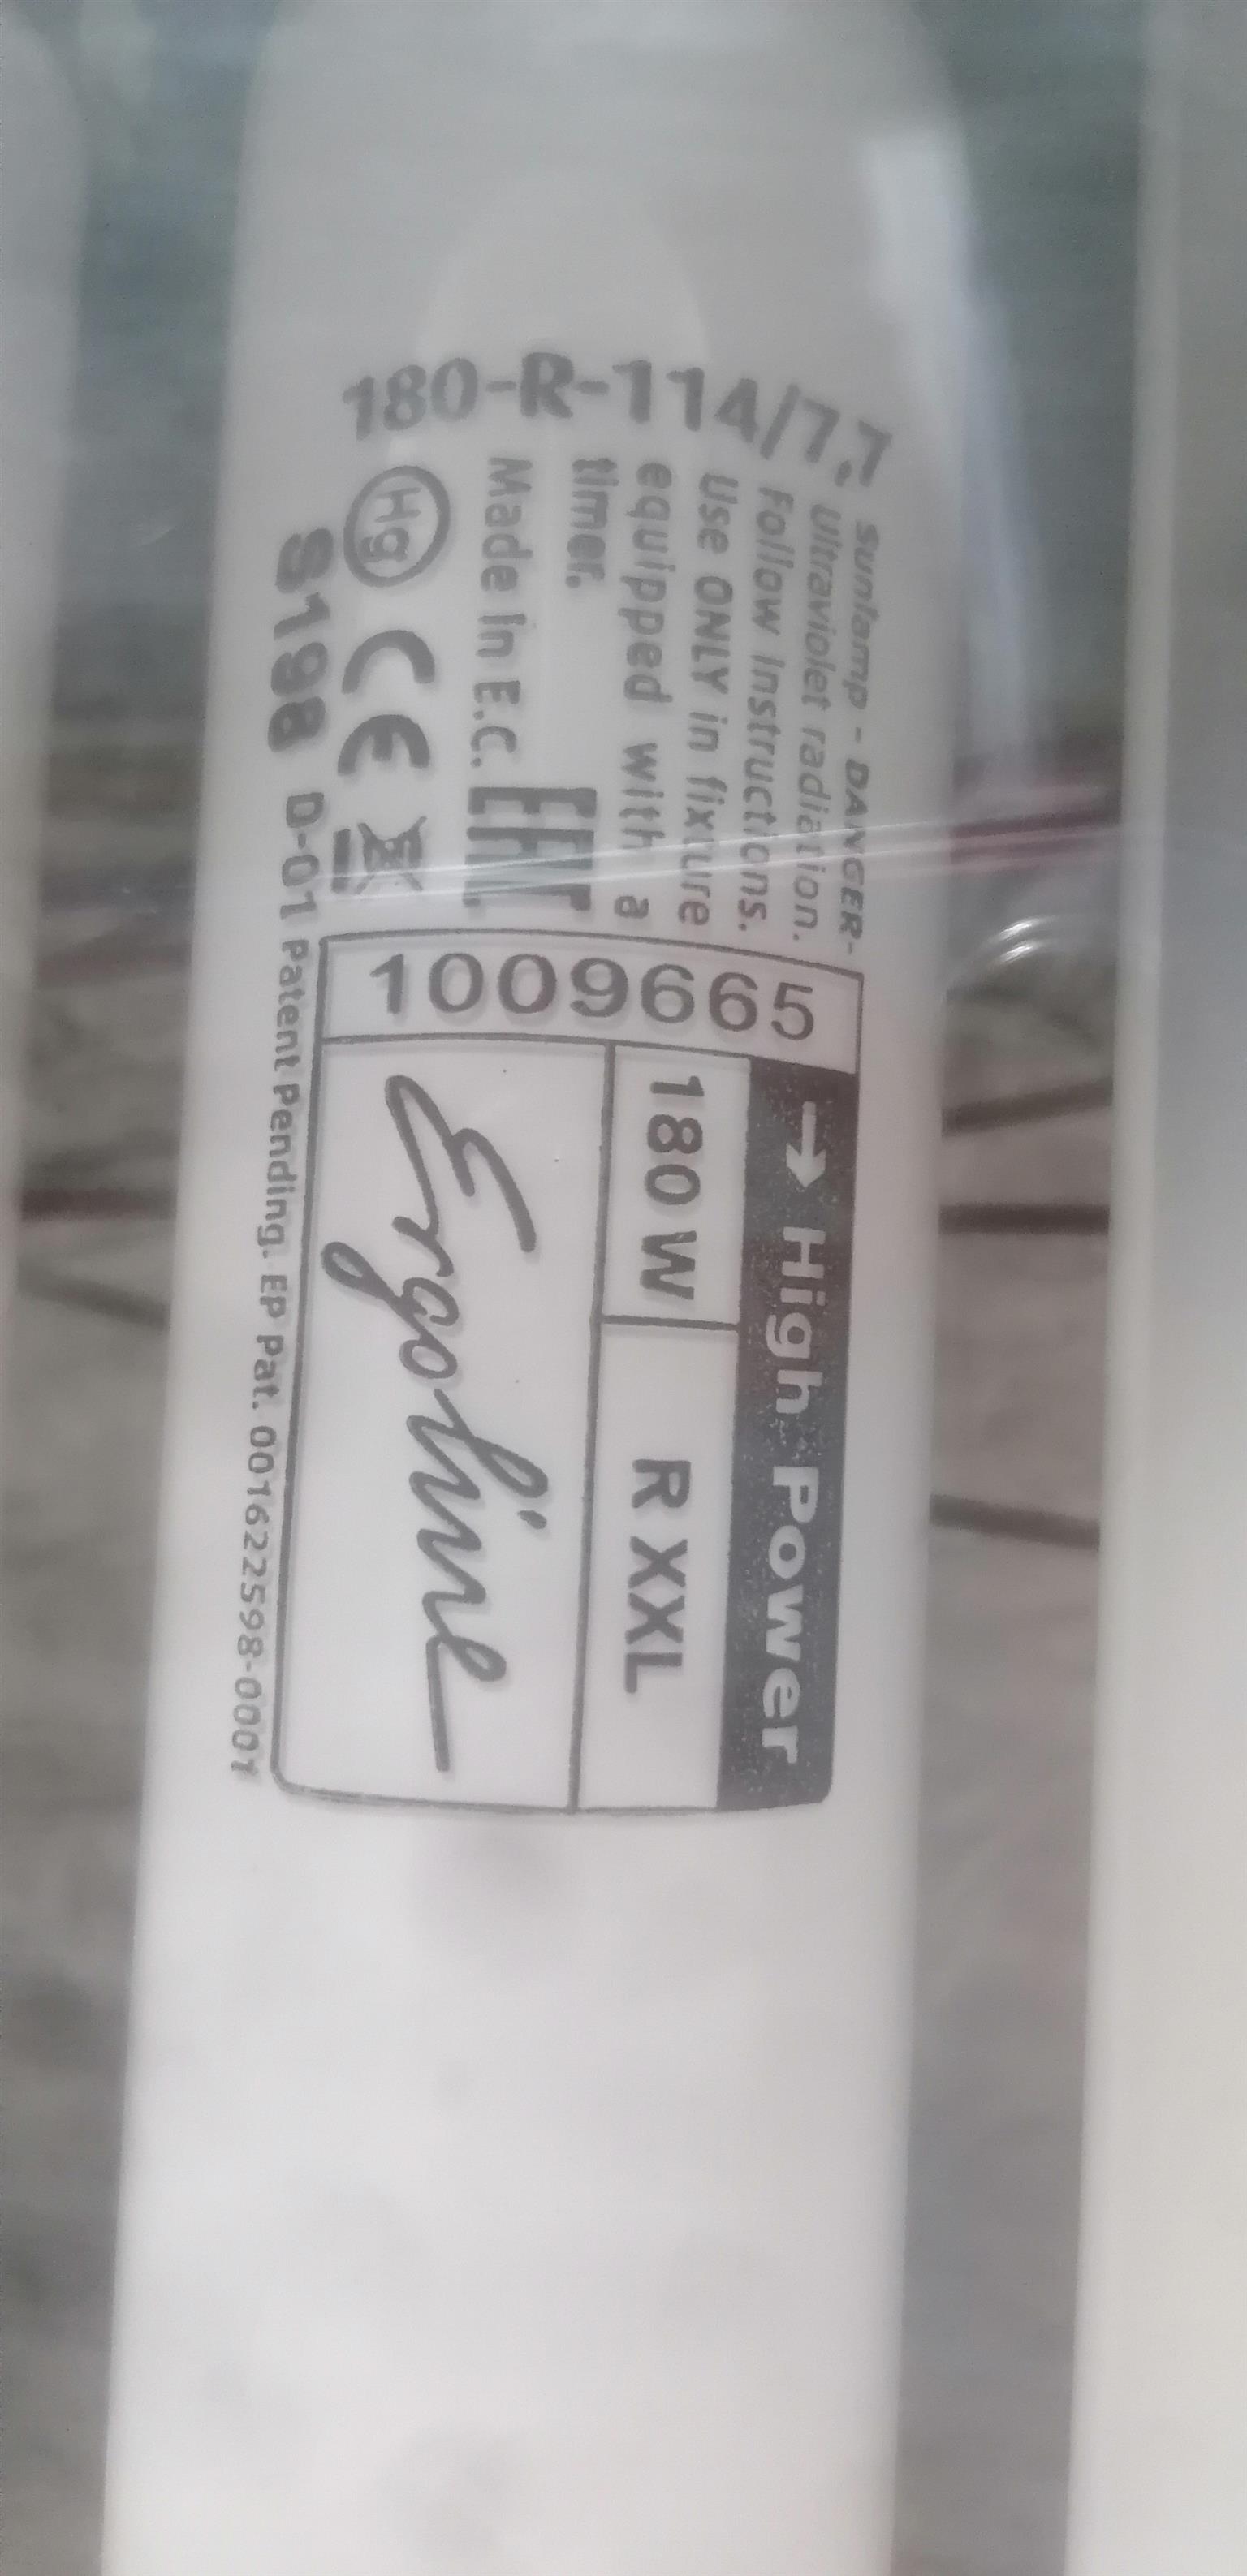 180-R-114/7,7
Sunlamp - DANGER-
Ultraviolet radiation.
Follow Instructions.
Use ONLY in fixture
equipped with a
timer.
Made in E.C. EAC
Hg CE
S198 D-01 Patent Pending. EP Pat. 001622598-0001
1009665
→ High Power
180 W
R XXL
Ergoline